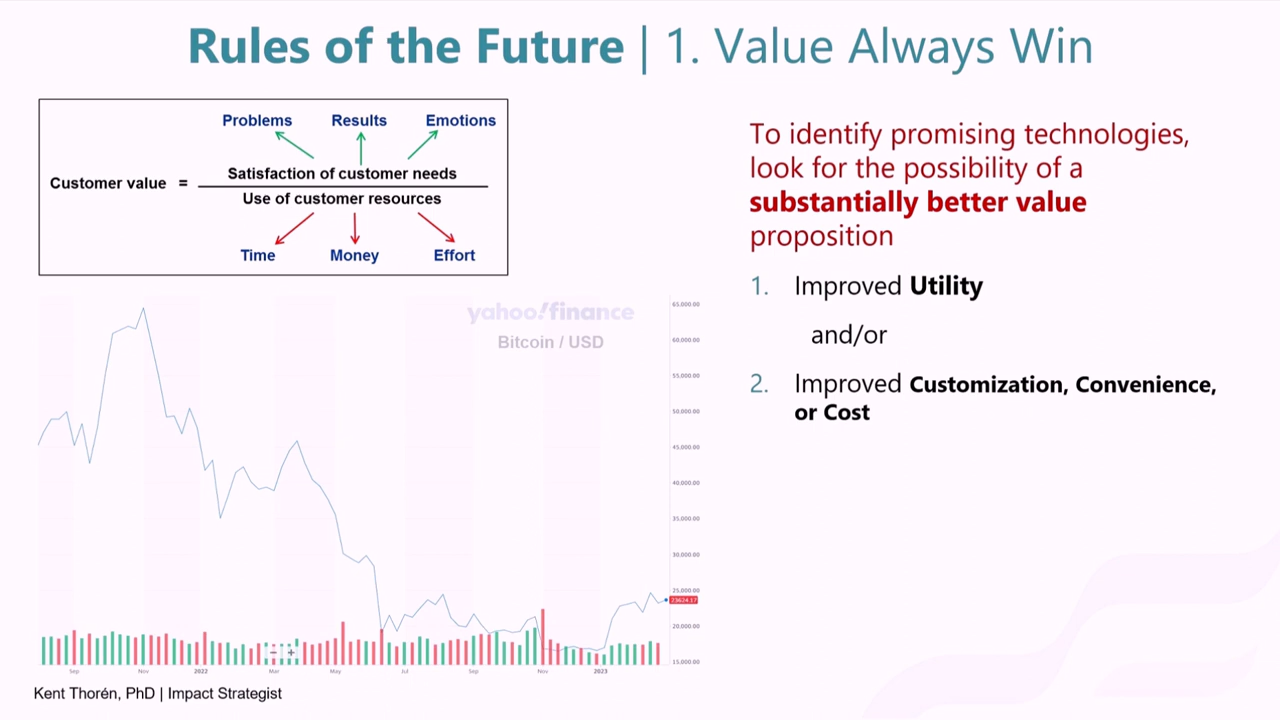 Rules of the Future | 1. Value Always Win
Problems Results Emotions
Satisfaction of customer needs
Customer value =
Use of customer resources
Time Money Effort
To identify promising technologies,
look for the possibility of a
substantially better value
proposition
1. Improved Utility
and/or
2. Improved Customization, Convenience,
or Cost
yahoo!finance
Bitcoin / USD
65,000.00
60,000.00
55,000.00
50,000.00
45,000.00
40,000.00
35,000.00
30,000.00
25,000.00
23624.17
20,000.00
15,000.00
Sep Nov 2022 Mar May Jul Sep Nov 2023
Kent Thorén, PhD | Impact Strategist